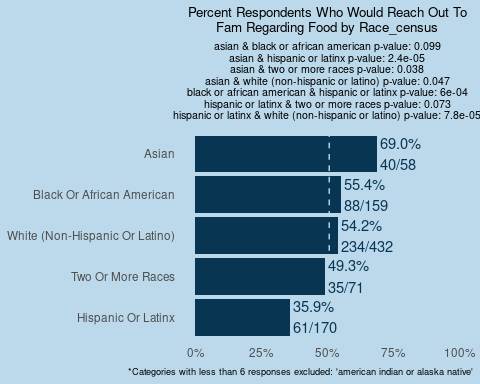 Percent Respondents Who Would Reach Out To
Fam Regarding Food by Race_census
asian & black or african american p-value: 0.099
asian & hispanic or latinx p-value: 2.4e-05
asian & two or more races p-value: 0.038
asian & white (non-hispanic or latino) p-value: 0.047
black or african american & hispanic or latinx p-value: 6e-04
hispanic or latinx & two or more races p-value: 0.073
hispanic or latinx & white (non-hispanic or latino) p-value: 7.8e-05
Asian
69.0%
40/58
Black Or African American
55.4%
88/159
White (Non-Hispanic Or Latino)
54.2%
234/432
Two Or More Races
49.3%
35/71
Hispanic Or Latinx
35.9%
61/170
0% 25% 50% 75% 100%
*Categories with less than 6 responses excluded: 'american indian or alaska native'